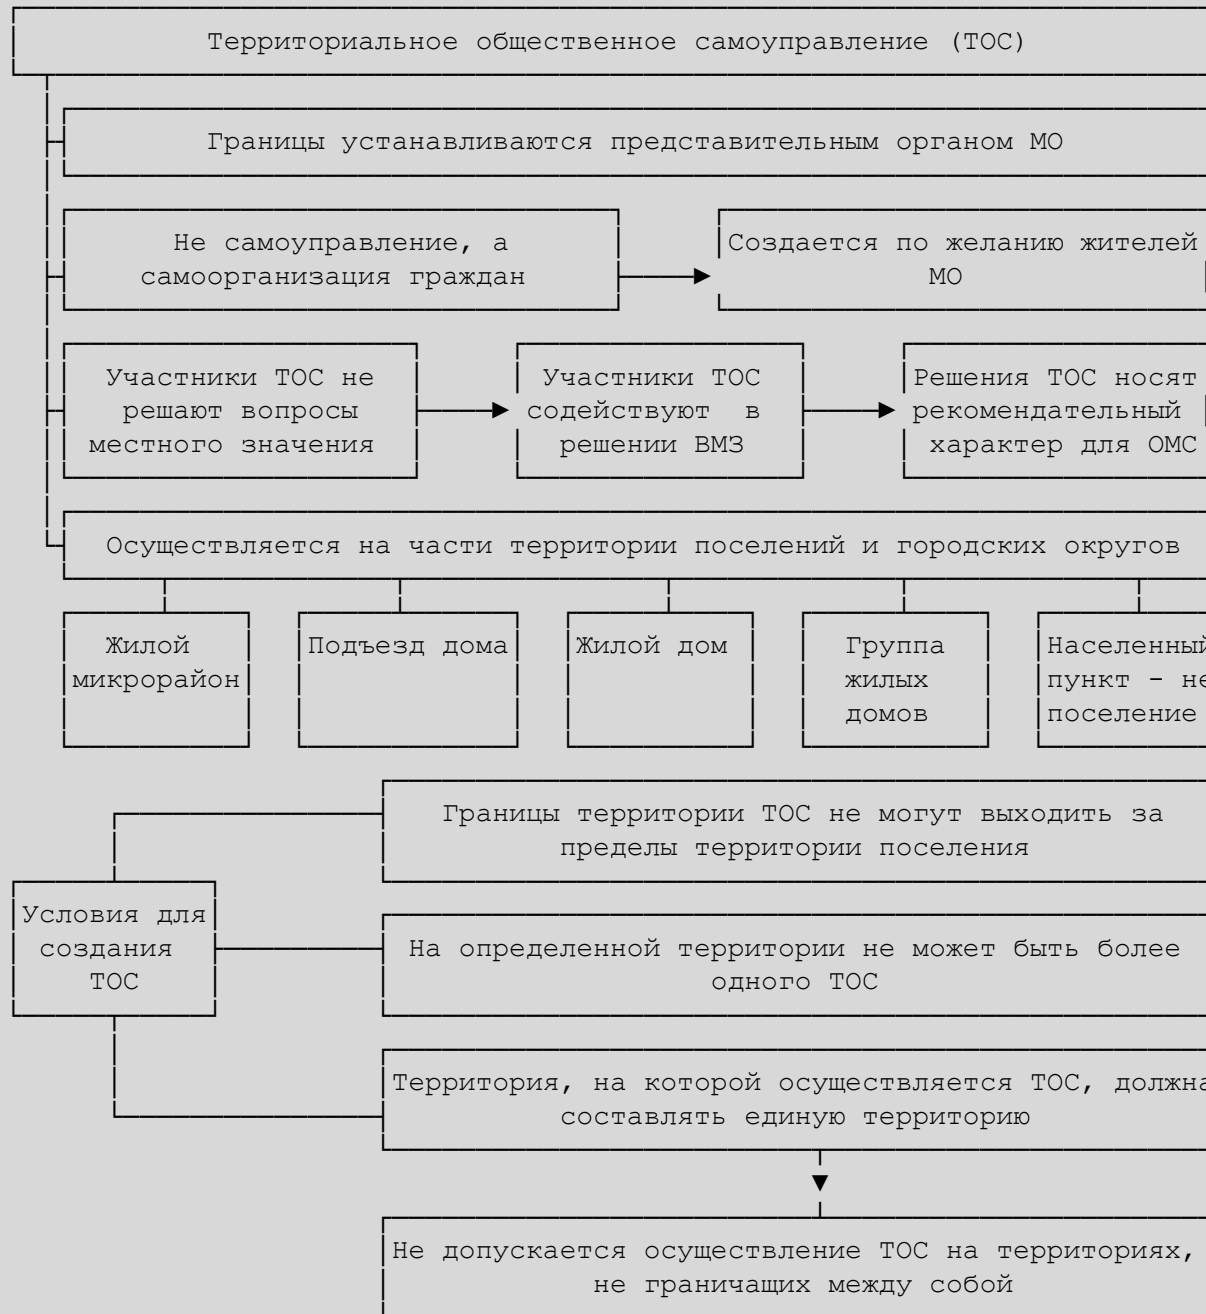 Территориальное общественное самоуправление (ТОС)
Границы устанавливаются представительным органом МО
Не самоуправление, а
самоорганизация граждан
Создается по желанию жителей
МО
Участники ТОС не
решают вопросы
местного значения
Участники ТОС
содействуют в
решении ВМЗ
Решения ТОС носят
рекомендательный
характер для ОМС
Осуществляется на части территории поселений и городских округов
Жилой
микрорайон
Подъезд дома
Жилой дом
Группа
жилых
домов
Населенный
пункт - не
поселение
Границы территории ТОС не могут выходить за
пределы территории поселения
Условия для
создания
ТОС
На определенной территории не может быть более
одного ТОС
Территория, на которой осуществляется ТОС, должна
составлять единую территорию
Не допускается осуществление ТОС на территориях,
не граничащих между собой